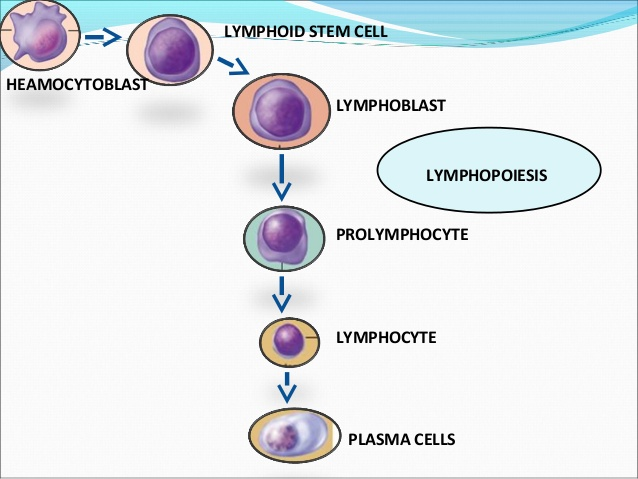 LYMPHOID STEM CELL
HEAMOCYTOBLAST
LYMPHOBLAST
LYMPHOPOIESIS
PROLYMPHOCYTE
LYMPHOCYTE
PLASMA CELLS